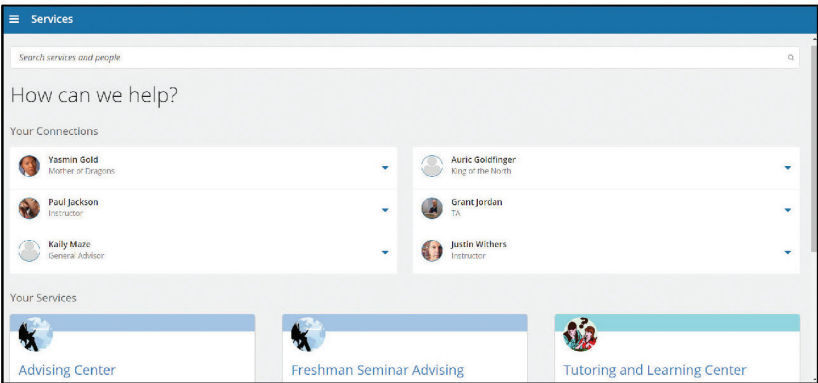 Services
Search services and people
How can we help?
Your Connections
Yasmin Gold
Mother of Dragons
Auric Goldfinger
King of the North
Paul Jackson
Instructor
Grant Jordan
TA
Kaily Maze
General Advisor
Justin Withers
Instructor
Your Services
Advising Center
Freshman Seminar Advising
Tutoring and Learning Center